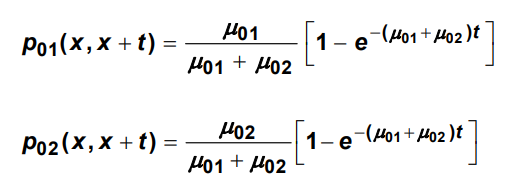 p₀₁(x, x + t) = μ₀₁ / (μ₀₁ + μ₀₂) [1 − e^−(μ₀₁+μ₀₂)t]
p₀₂(x, x + t) = μ₀₂ / (μ₀₁ + μ₀₂) [1 − e^−(μ₀₁+μ₀₂)t]